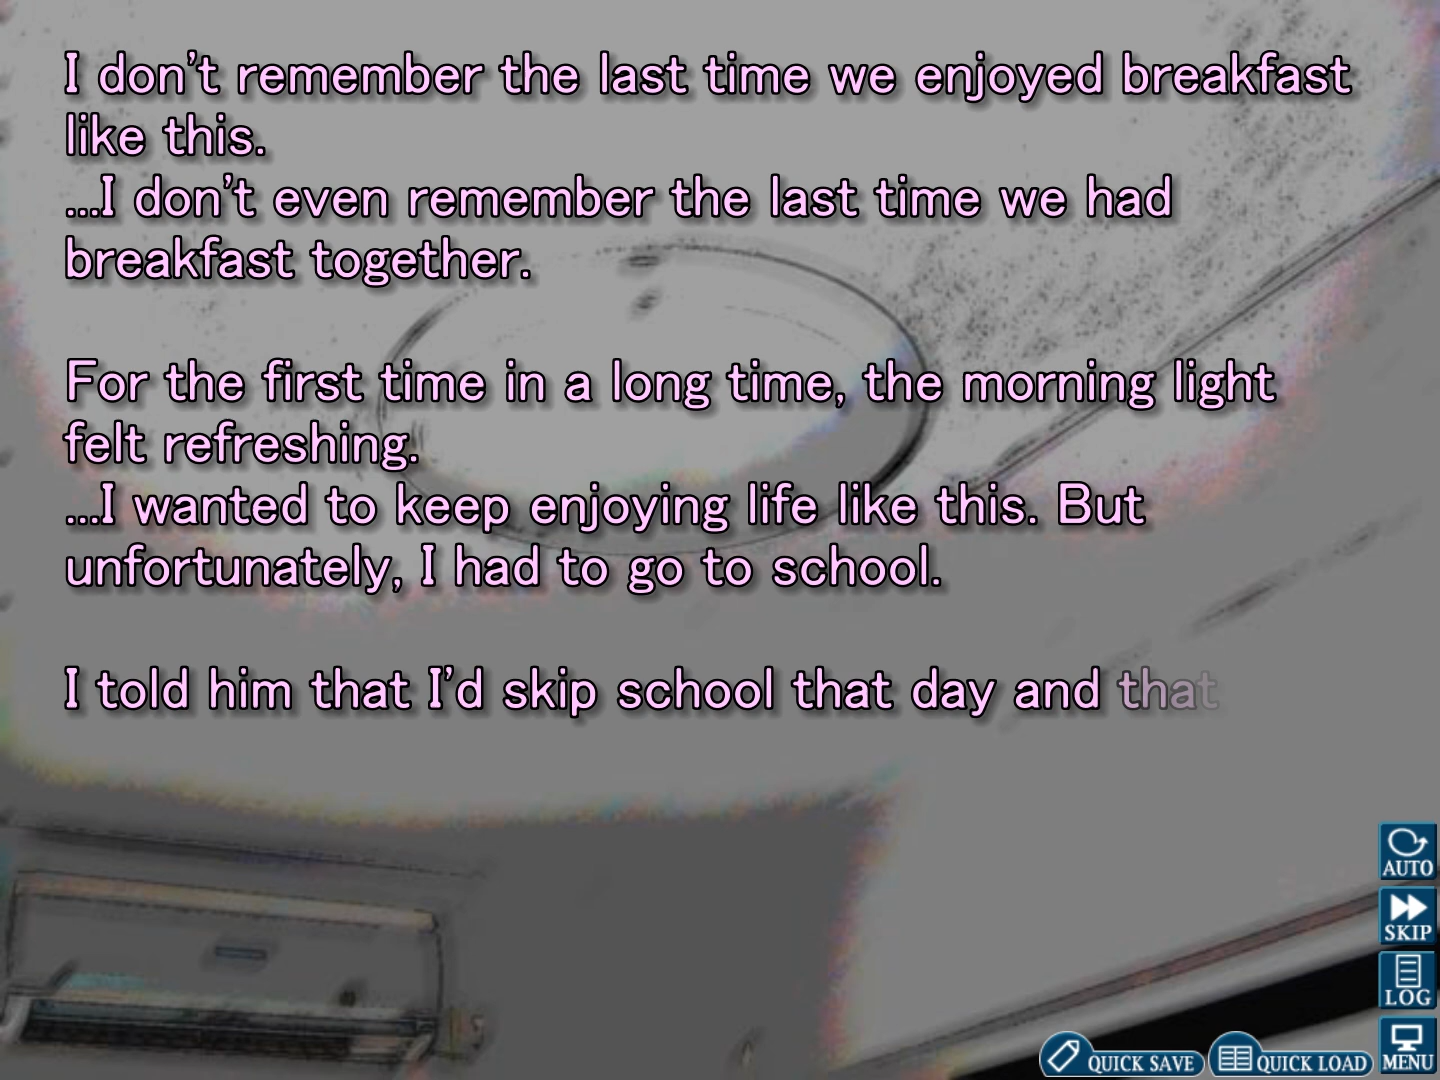 I don't remember the last time we enjoyed breakfast
like this.
...I don't even remember the last time we had
breakfast together.
For the first time in a long time, the morning light
felt refreshing.
...I wanted to keep enjoying life like this. But
unfortunately, I had to go to school.
I told him that I'd skip school that day and that
AUTO
SKIP
LOG
QUICK SAVE
QUICK LOAD
MENU